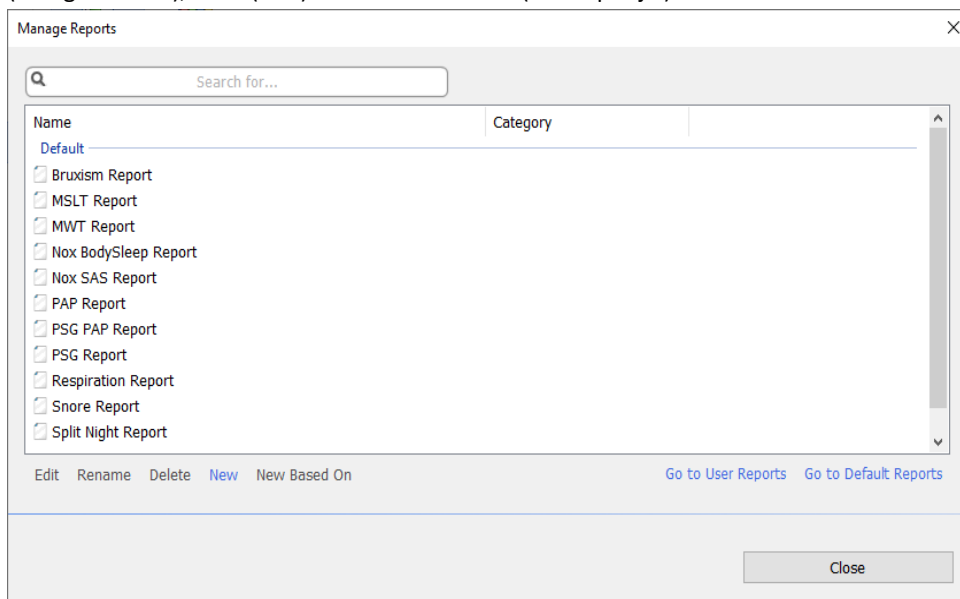 Manage Reports
Search for...
Name Category
Default
Bruxism Report
MSLT Report
MWT Report
Nox BodySleep Report
Nox SAS Report
PAP Report
PSG PAP Report
PSG Report
Respiration Report
Snore Report
Split Night Report
Edit Rename Delete New New Based On Go to User Reports Go to Default Reports
Close